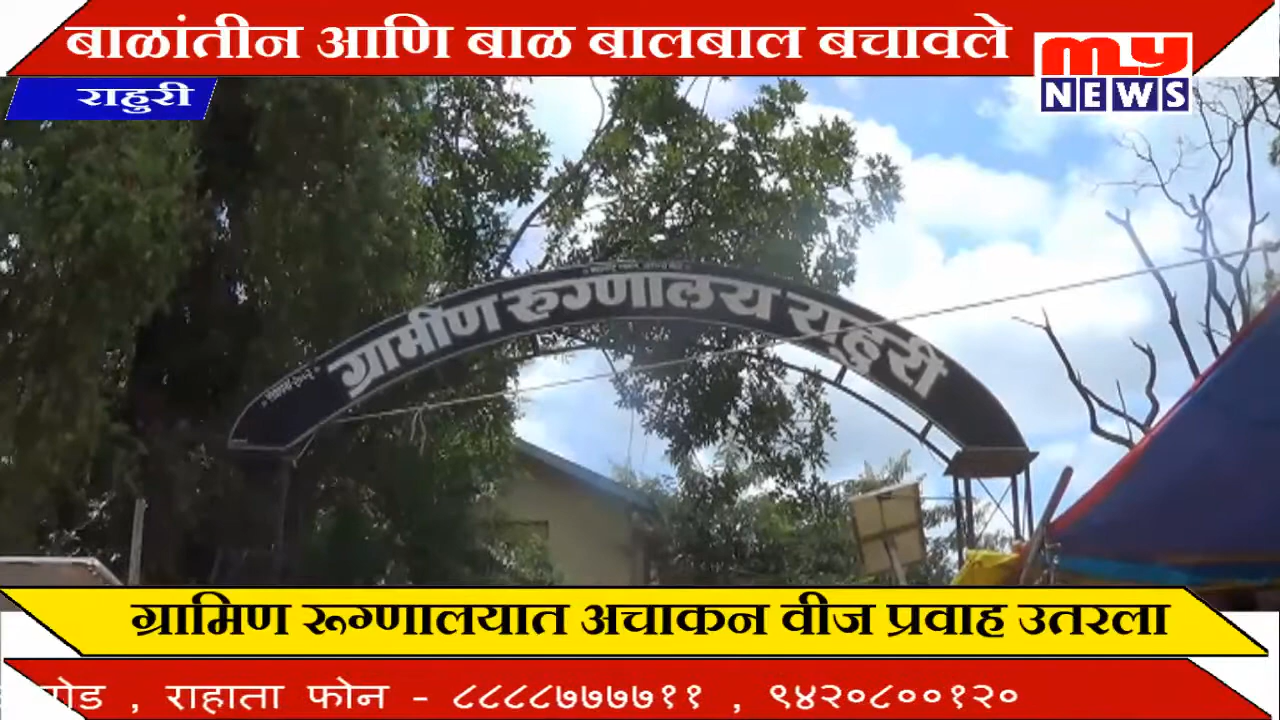 बाळांतीन आणि बाळ बालबाल बचावले
my
NEWS
राहुरी
ग्रामीण रुग्णालय राहुरी
ग्रामिण रूग्णालयात अचाकन वीज प्रवाह उतरला
रोड , राहाता फोन - ८८८८७७७७११ , ९४२०८००१२०